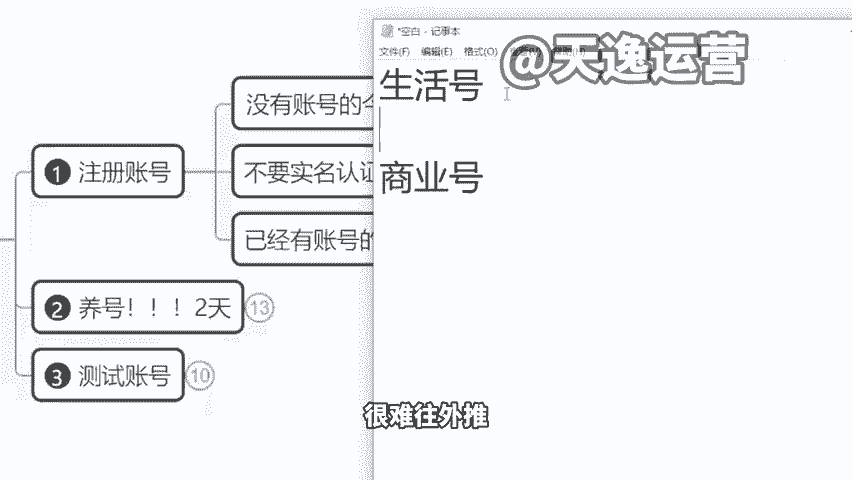 *空白 - 记事本
文件(F) 编辑(E) 格式(O)
@天逸运营
生活号
商业号
没有账号的
1 注册账号
不要实名认证
已经有账号的
2 养号！！！2天 13
3 测试账号 10
很难往外推